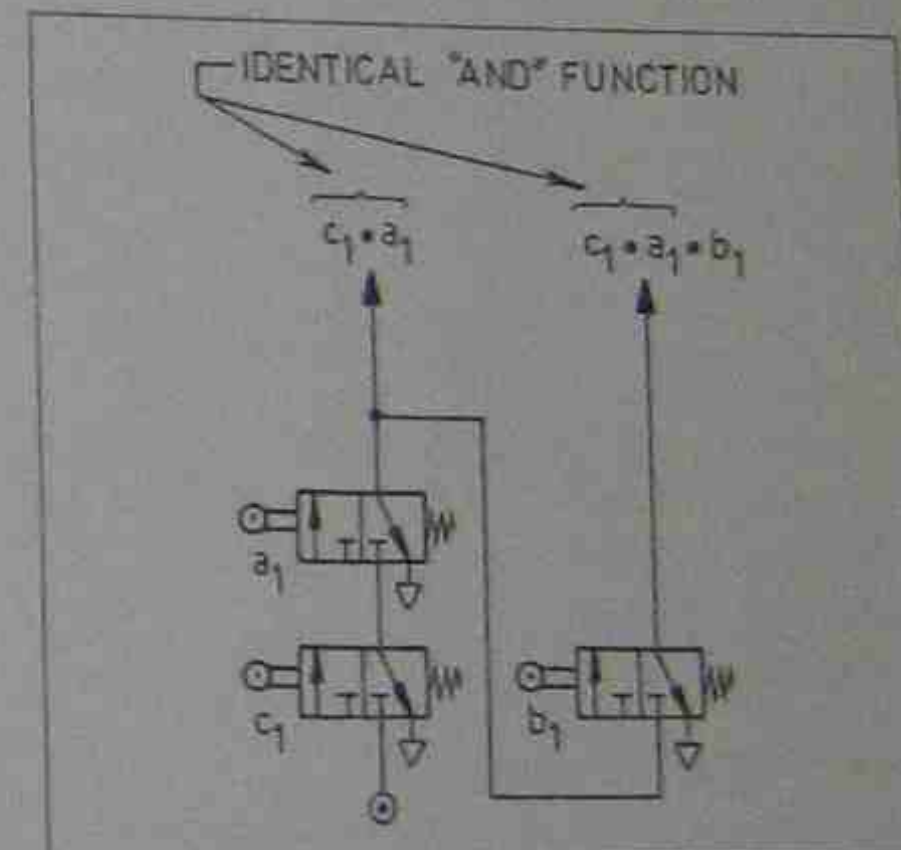 IDENTICAL "AND" FUNCTION
c₁•a₁
c₁•a₁•b₁
a₁
c₁
b₁